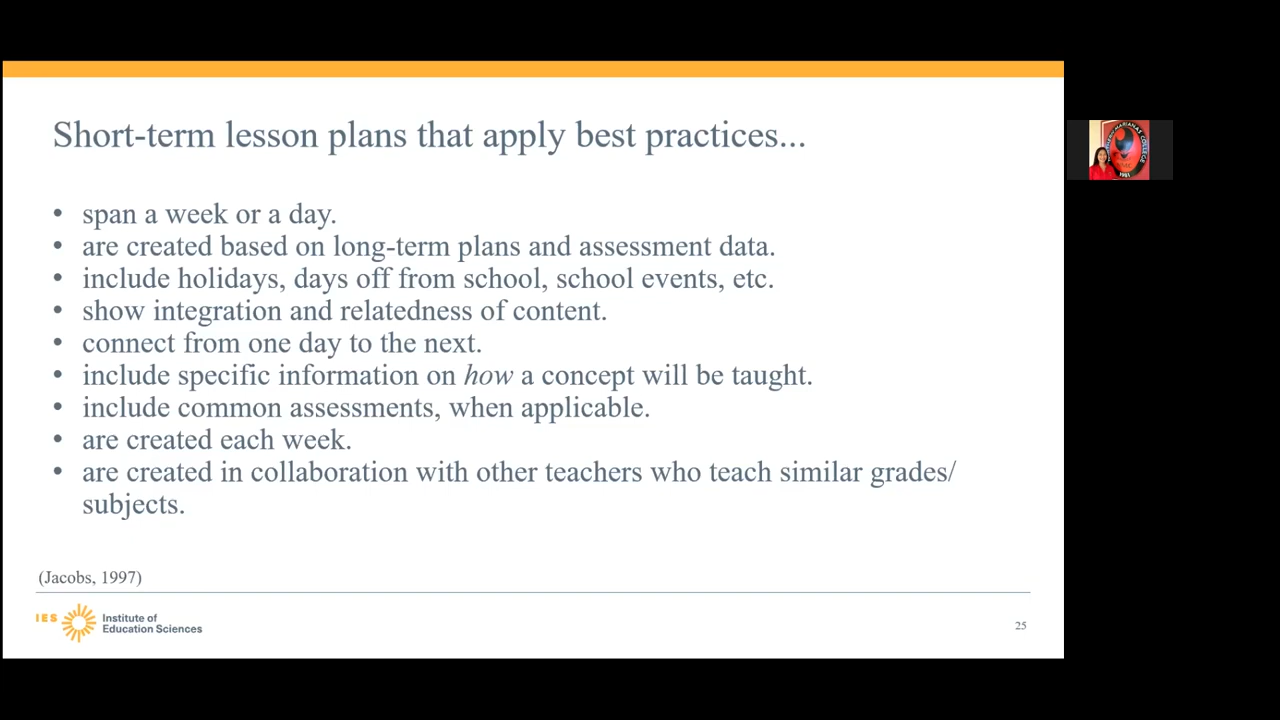 Short-term lesson plans that apply best practices...
• span a week or a day.
• are created based on long-term plans and assessment data.
• include holidays, days off from school, school events, etc.
• show integration and relatedness of content.
• connect from one day to the next.
• include specific information on how a concept will be taught.
• include common assessments, when applicable.
• are created each week.
• are created in collaboration with other teachers who teach similar grades/
subjects.
(Jacobs, 1997)
IES
Institute of
Education Sciences
25
MARIANAS COLLEGE
1981